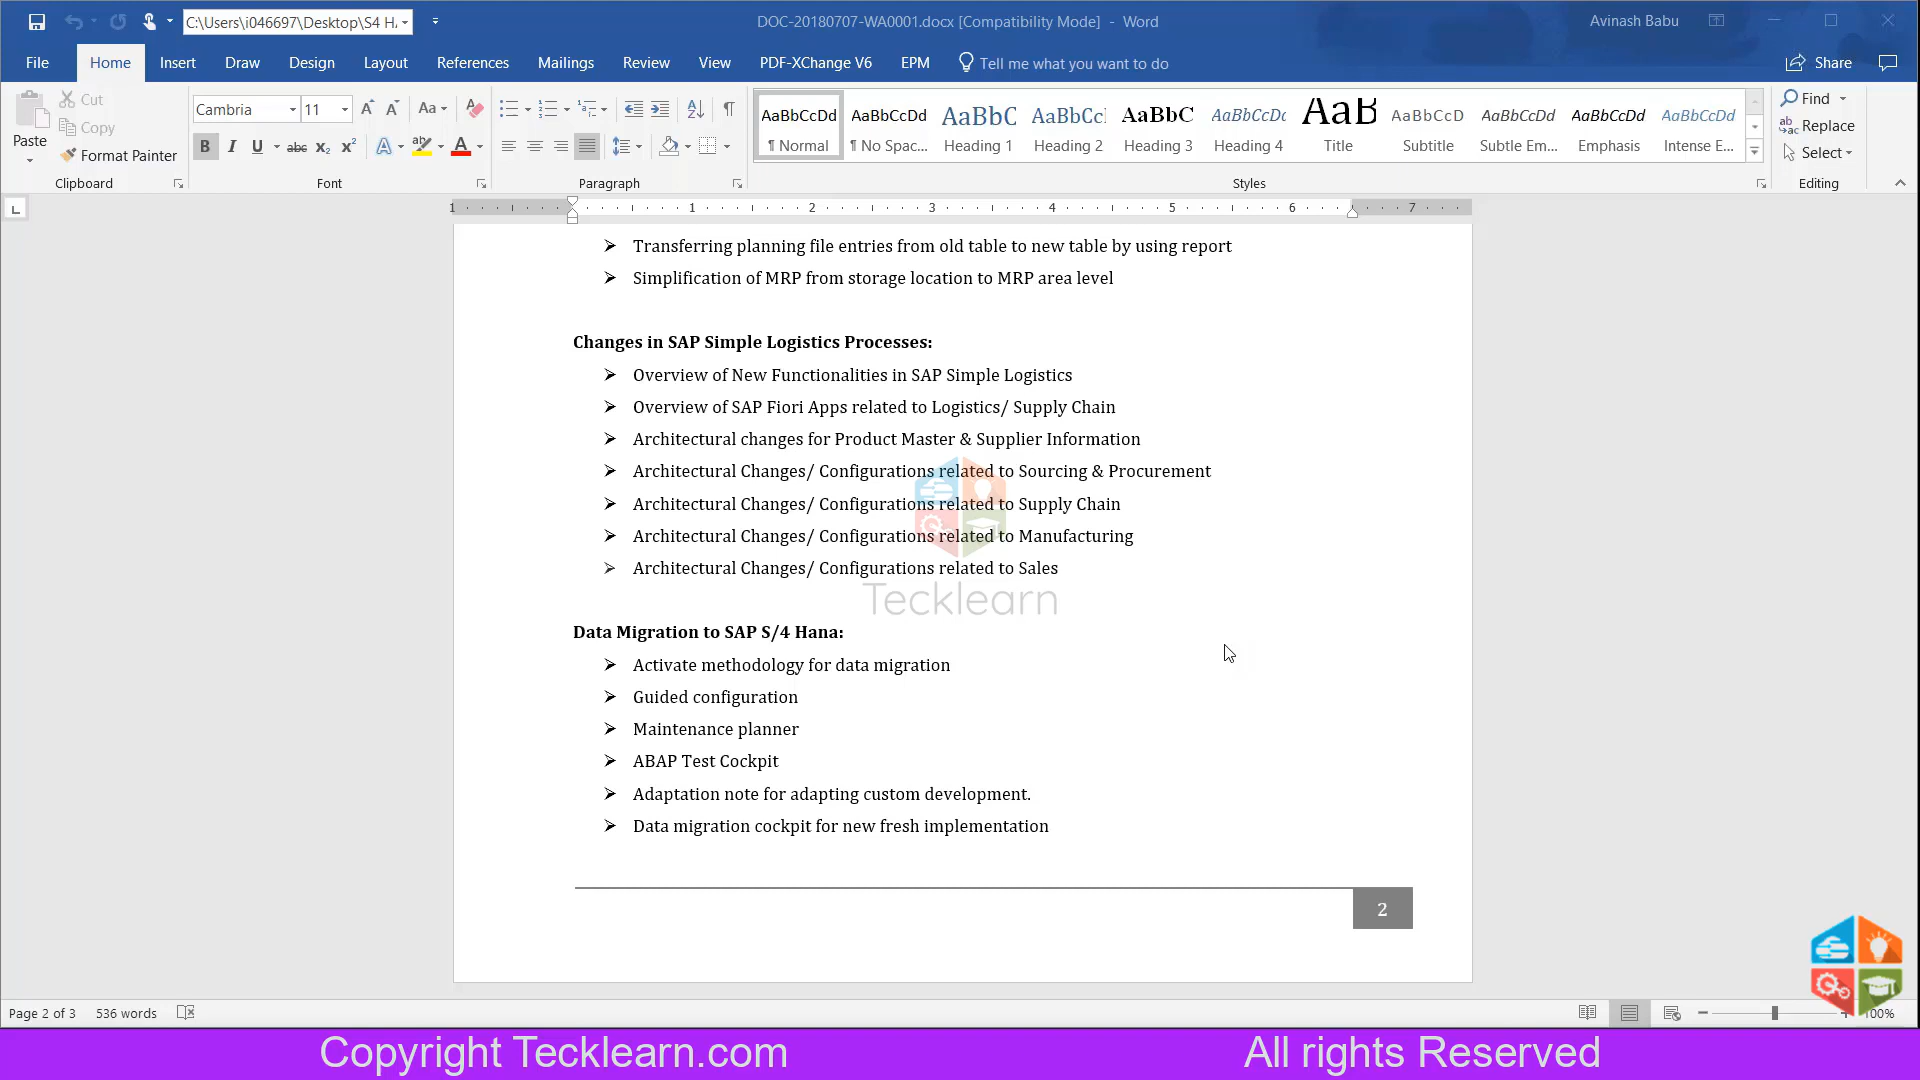 C:\Users\i046697\Desktop\S4 H
DOC-20180707-WA0001.docx [Compatibility Mode] - Word
Avinash Babu
File Home Insert Draw Design Layout References Mailings Review View PDF-XChange V6 EPM Tell me what you want to do Share
Paste
Cut
Copy
Format Painter
Clipboard
Cambria 11
Font
Paragraph
AaBbCcDd AaBbCcDd AaBbC AaBbCcl AaBbC AaBbCcDc AaB AaBbCcD AaBbCcDd AaBbCcDd AaBbCcDd
¶ Normal ¶ No Spac... Heading 1 Heading 2 Heading 3 Heading 4 Title Subtitle Subtle Em... Emphasis Intense E...
Styles
Find
Replace
Select
Editing
1 1 2 3 4 5 6 7
➢ Transferring planning file entries from old table to new table by using report
➢ Simplification of MRP from storage location to MRP area level
Changes in SAP Simple Logistics Processes:
➢ Overview of New Functionalities in SAP Simple Logistics
➢ Overview of SAP Fiori Apps related to Logistics/ Supply Chain
➢ Architectural changes for Product Master & Supplier Information
➢ Architectural Changes/ Configurations related to Sourcing & Procurement
➢ Architectural Changes/ Configurations related to Supply Chain
➢ Architectural Changes/ Configurations related to Manufacturing
➢ Architectural Changes/ Configurations related to Sales
Tecklearn
Data Migration to SAP S/4 Hana:
➢ Activate methodology for data migration
➢ Guided configuration
➢ Maintenance planner
➢ ABAP Test Cockpit
➢ Adaptation note for adapting custom development.
➢ Data migration cockpit for new fresh implementation
2
Page 2 of 3 536 words
100%
Copyright Tecklearn.com All rights Reserved